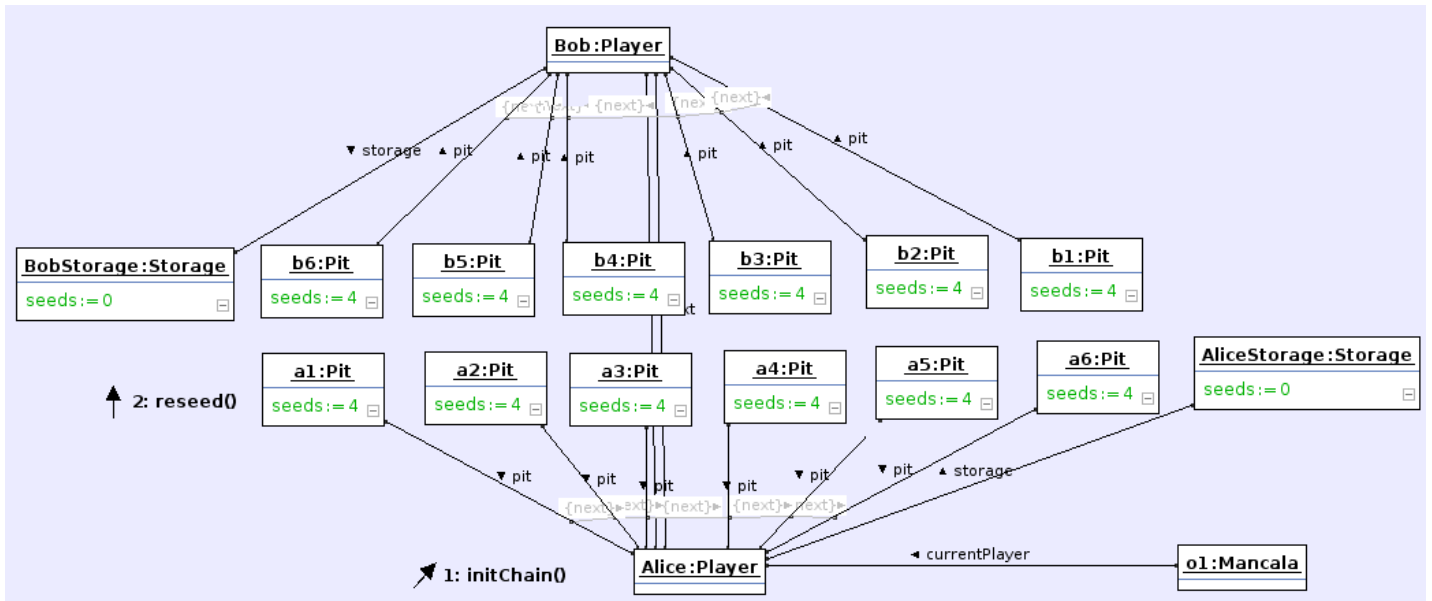 Bob:Player
{next}◄
{next}◄
▼ storage
▲ pit
▲ pit
▲ pit
▲ pit
▲ pit
▲ pit
BobStorage:Storage
seeds:=0
b6:Pit
seeds:=4
b5:Pit
seeds:=4
b4:Pit
seeds:=4
b3:Pit
seeds:=4
b2:Pit
seeds:=4
b1:Pit
seeds:=4
a1:Pit
seeds:=4
a2:Pit
seeds:=4
a3:Pit
seeds:=4
a4:Pit
seeds:=4
a5:Pit
seeds:=4
a6:Pit
seeds:=4
AliceStorage:Storage
seeds:=0
2: reseed()
▼ pit
▼ pit
▼ pit
▼ pit
▼ pit
▼ pit
▲ storage
{next}►
{next}►
{next}►
Alice:Player
◄ currentPlayer
o1:Mancala
1: initChain()